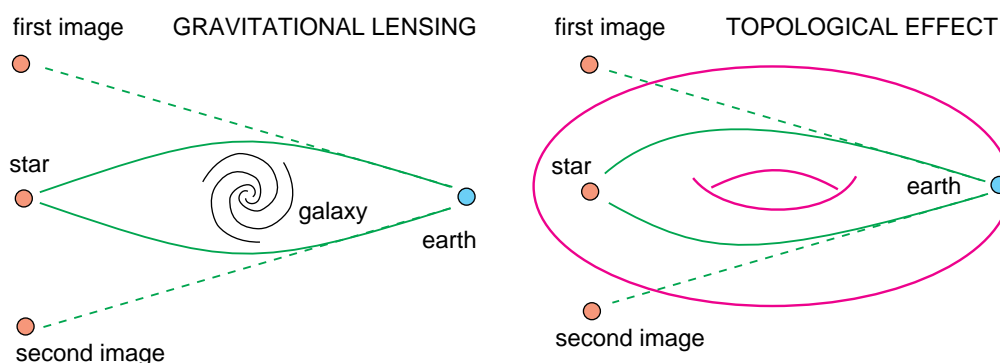 first image GRAVITATIONAL LENSING
star
galaxy
earth
second image
first image TOPOLOGICAL EFFECT
star
earth
second image